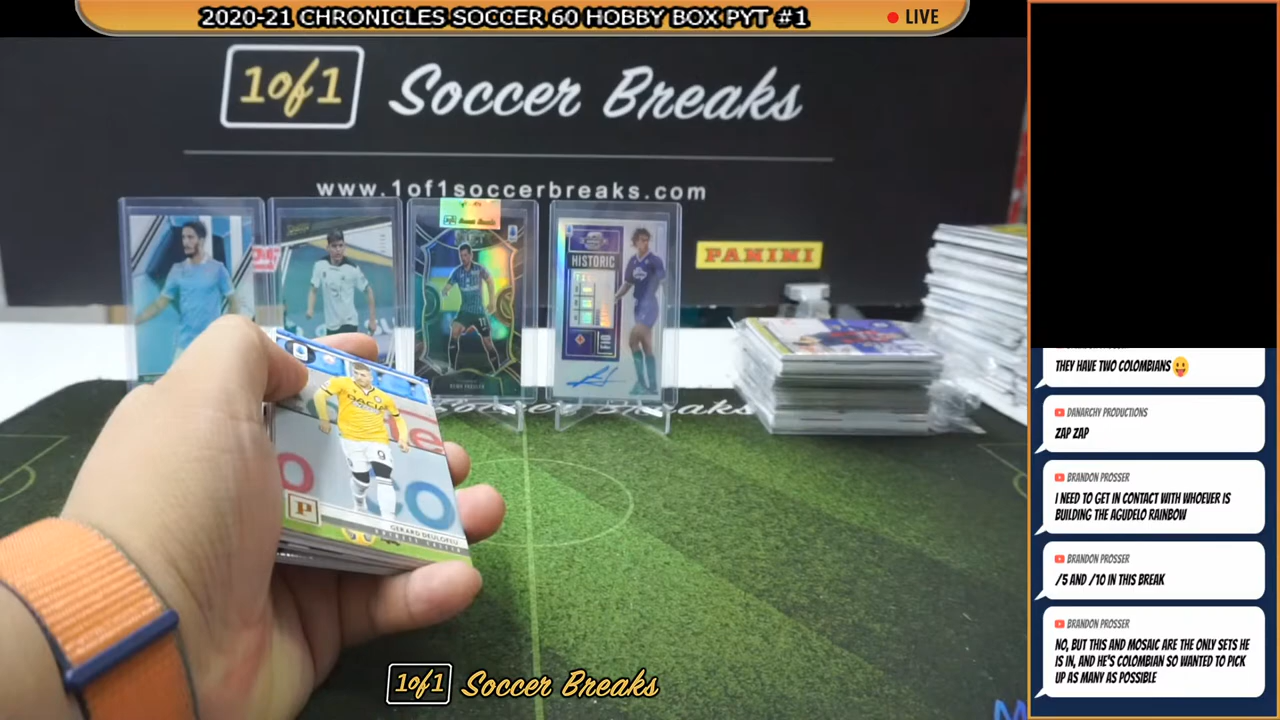 2020-21 CHRONICLES SOCCER 60 HOBBY BOX PYT #1
LIVE
1of1 Soccer Breaks
www.1of1soccerbreaks.com
PANINI
HISTORIC
GERARD DEULOFEU
P
1of1 Soccer Breaks
THEY HAVE TWO COLOMBIANS😛
DANARCHY PRODUCTIONS
ZAP ZAP
BRANDON PROSSER
I NEED TO GET IN CONTACT WITH WHOEVER IS
BUILDING THE AGUDELO RAINBOW
BRANDON PROSSER
/5 AND /10 IN THIS BREAK
BRANDON PROSSER
NO, BUT THIS AND MOSAIC ARE THE ONLY SETS HE
IS IN, AND HE'S COLOMBIAN SO WANTED TO PICK
UP AS MANY AS POSSIBLE